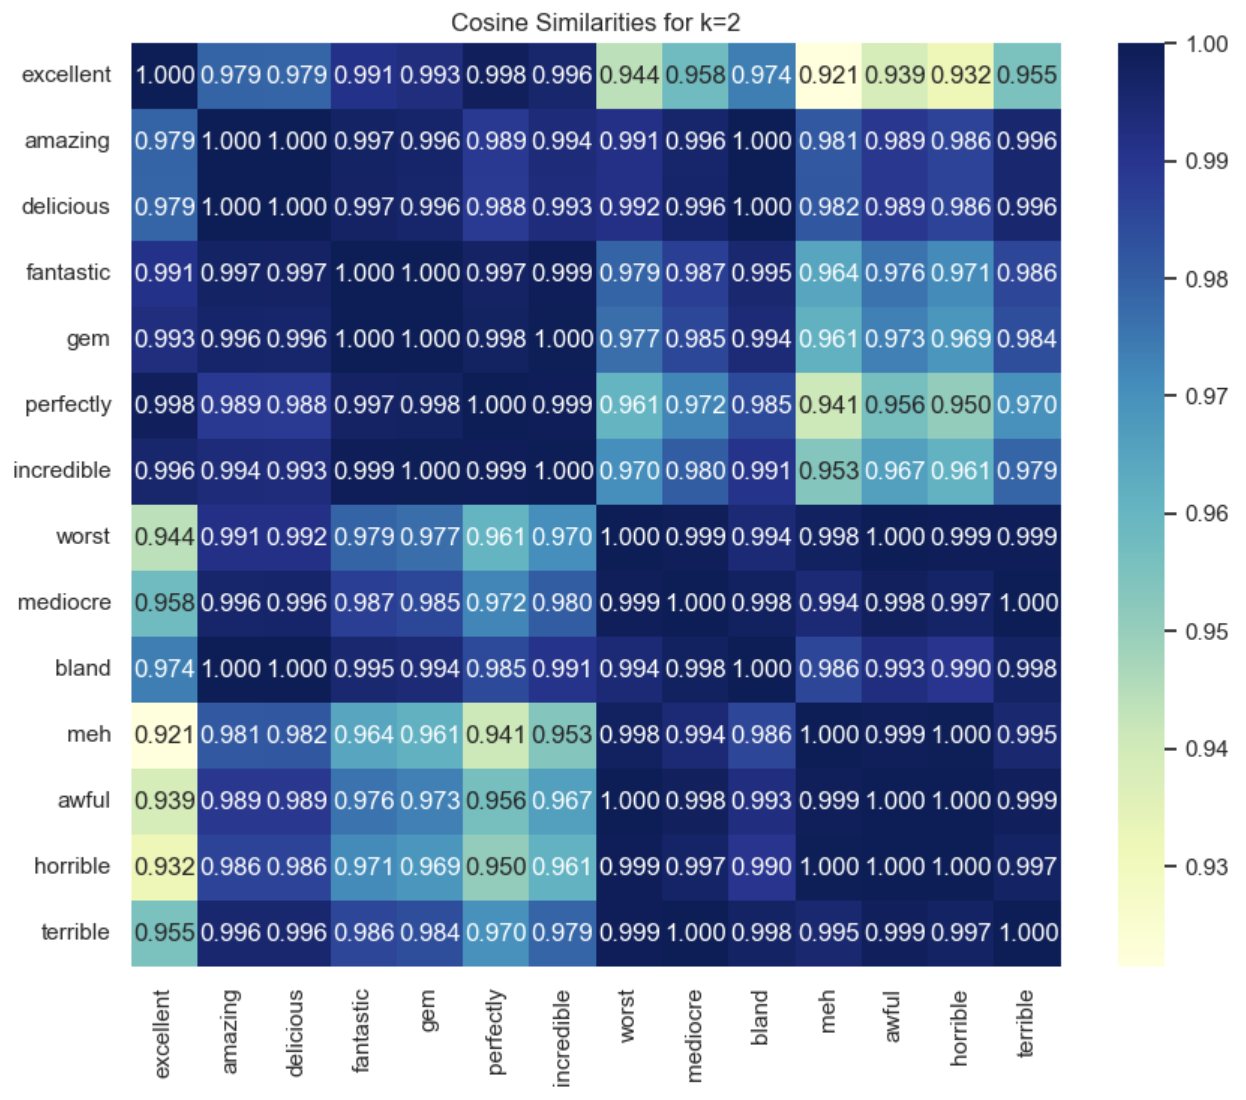 Cosine Similarities for k=2
excellent 1.000 0.979 0.979 0.991 0.993 0.998 0.996 0.944 0.958 0.974 0.921 0.939 0.932 0.955
amazing 0.979 1.000 1.000 0.997 0.996 0.989 0.994 0.991 0.996 1.000 0.981 0.989 0.986 0.996
delicious 0.979 1.000 1.000 0.997 0.996 0.988 0.993 0.992 0.996 1.000 0.982 0.989 0.986 0.996
fantastic 0.991 0.997 0.997 1.000 1.000 0.997 0.999 0.979 0.987 0.995 0.964 0.976 0.971 0.986
gem 0.993 0.996 0.996 1.000 1.000 0.998 1.000 0.977 0.985 0.994 0.961 0.973 0.969 0.984
perfectly 0.998 0.989 0.988 0.997 0.998 1.000 0.999 0.961 0.972 0.985 0.941 0.956 0.950 0.970
incredible 0.996 0.994 0.993 0.999 1.000 0.999 1.000 0.970 0.980 0.991 0.953 0.967 0.961 0.979
worst 0.944 0.991 0.992 0.979 0.977 0.961 0.970 1.000 0.999 0.994 0.998 1.000 0.999 0.999
mediocre 0.958 0.996 0.996 0.987 0.985 0.972 0.980 0.999 1.000 0.998 0.994 0.998 0.997 1.000
bland 0.974 1.000 1.000 0.995 0.994 0.985 0.991 0.994 0.998 1.000 0.986 0.993 0.990 0.998
meh 0.921 0.981 0.982 0.964 0.961 0.941 0.953 0.998 0.994 0.986 1.000 0.999 1.000 0.995
awful 0.939 0.989 0.989 0.976 0.973 0.956 0.967 1.000 0.998 0.993 0.999 1.000 1.000 0.999
horrible 0.932 0.986 0.986 0.971 0.969 0.950 0.961 0.999 0.997 0.990 1.000 1.000 1.000 0.997
terrible 0.955 0.996 0.996 0.986 0.984 0.970 0.979 0.999 1.000 0.998 0.995 0.999 0.997 1.000
excellent amazing delicious fantastic gem perfectly incredible worst mediocre bland meh awful horrible terrible
1.00
0.99
0.98
0.97
0.96
0.95
0.94
0.93